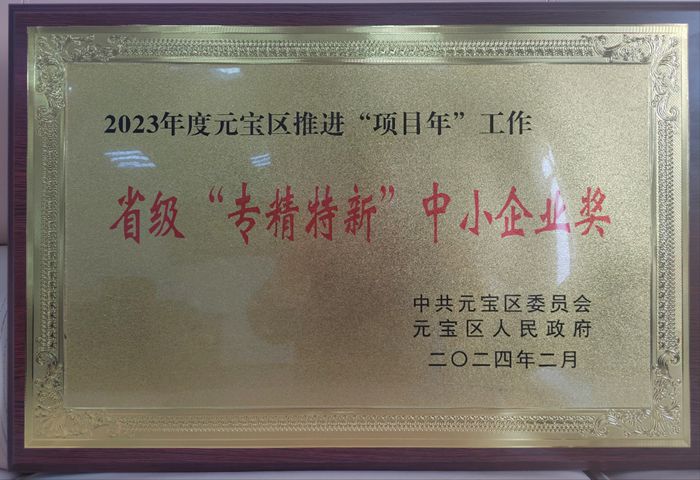 2023年度元宝区推进“项目年”工作
省级“专精特新”中小企业奖
中共元宝区委员会
元宝区人民政府
二〇二四年二月